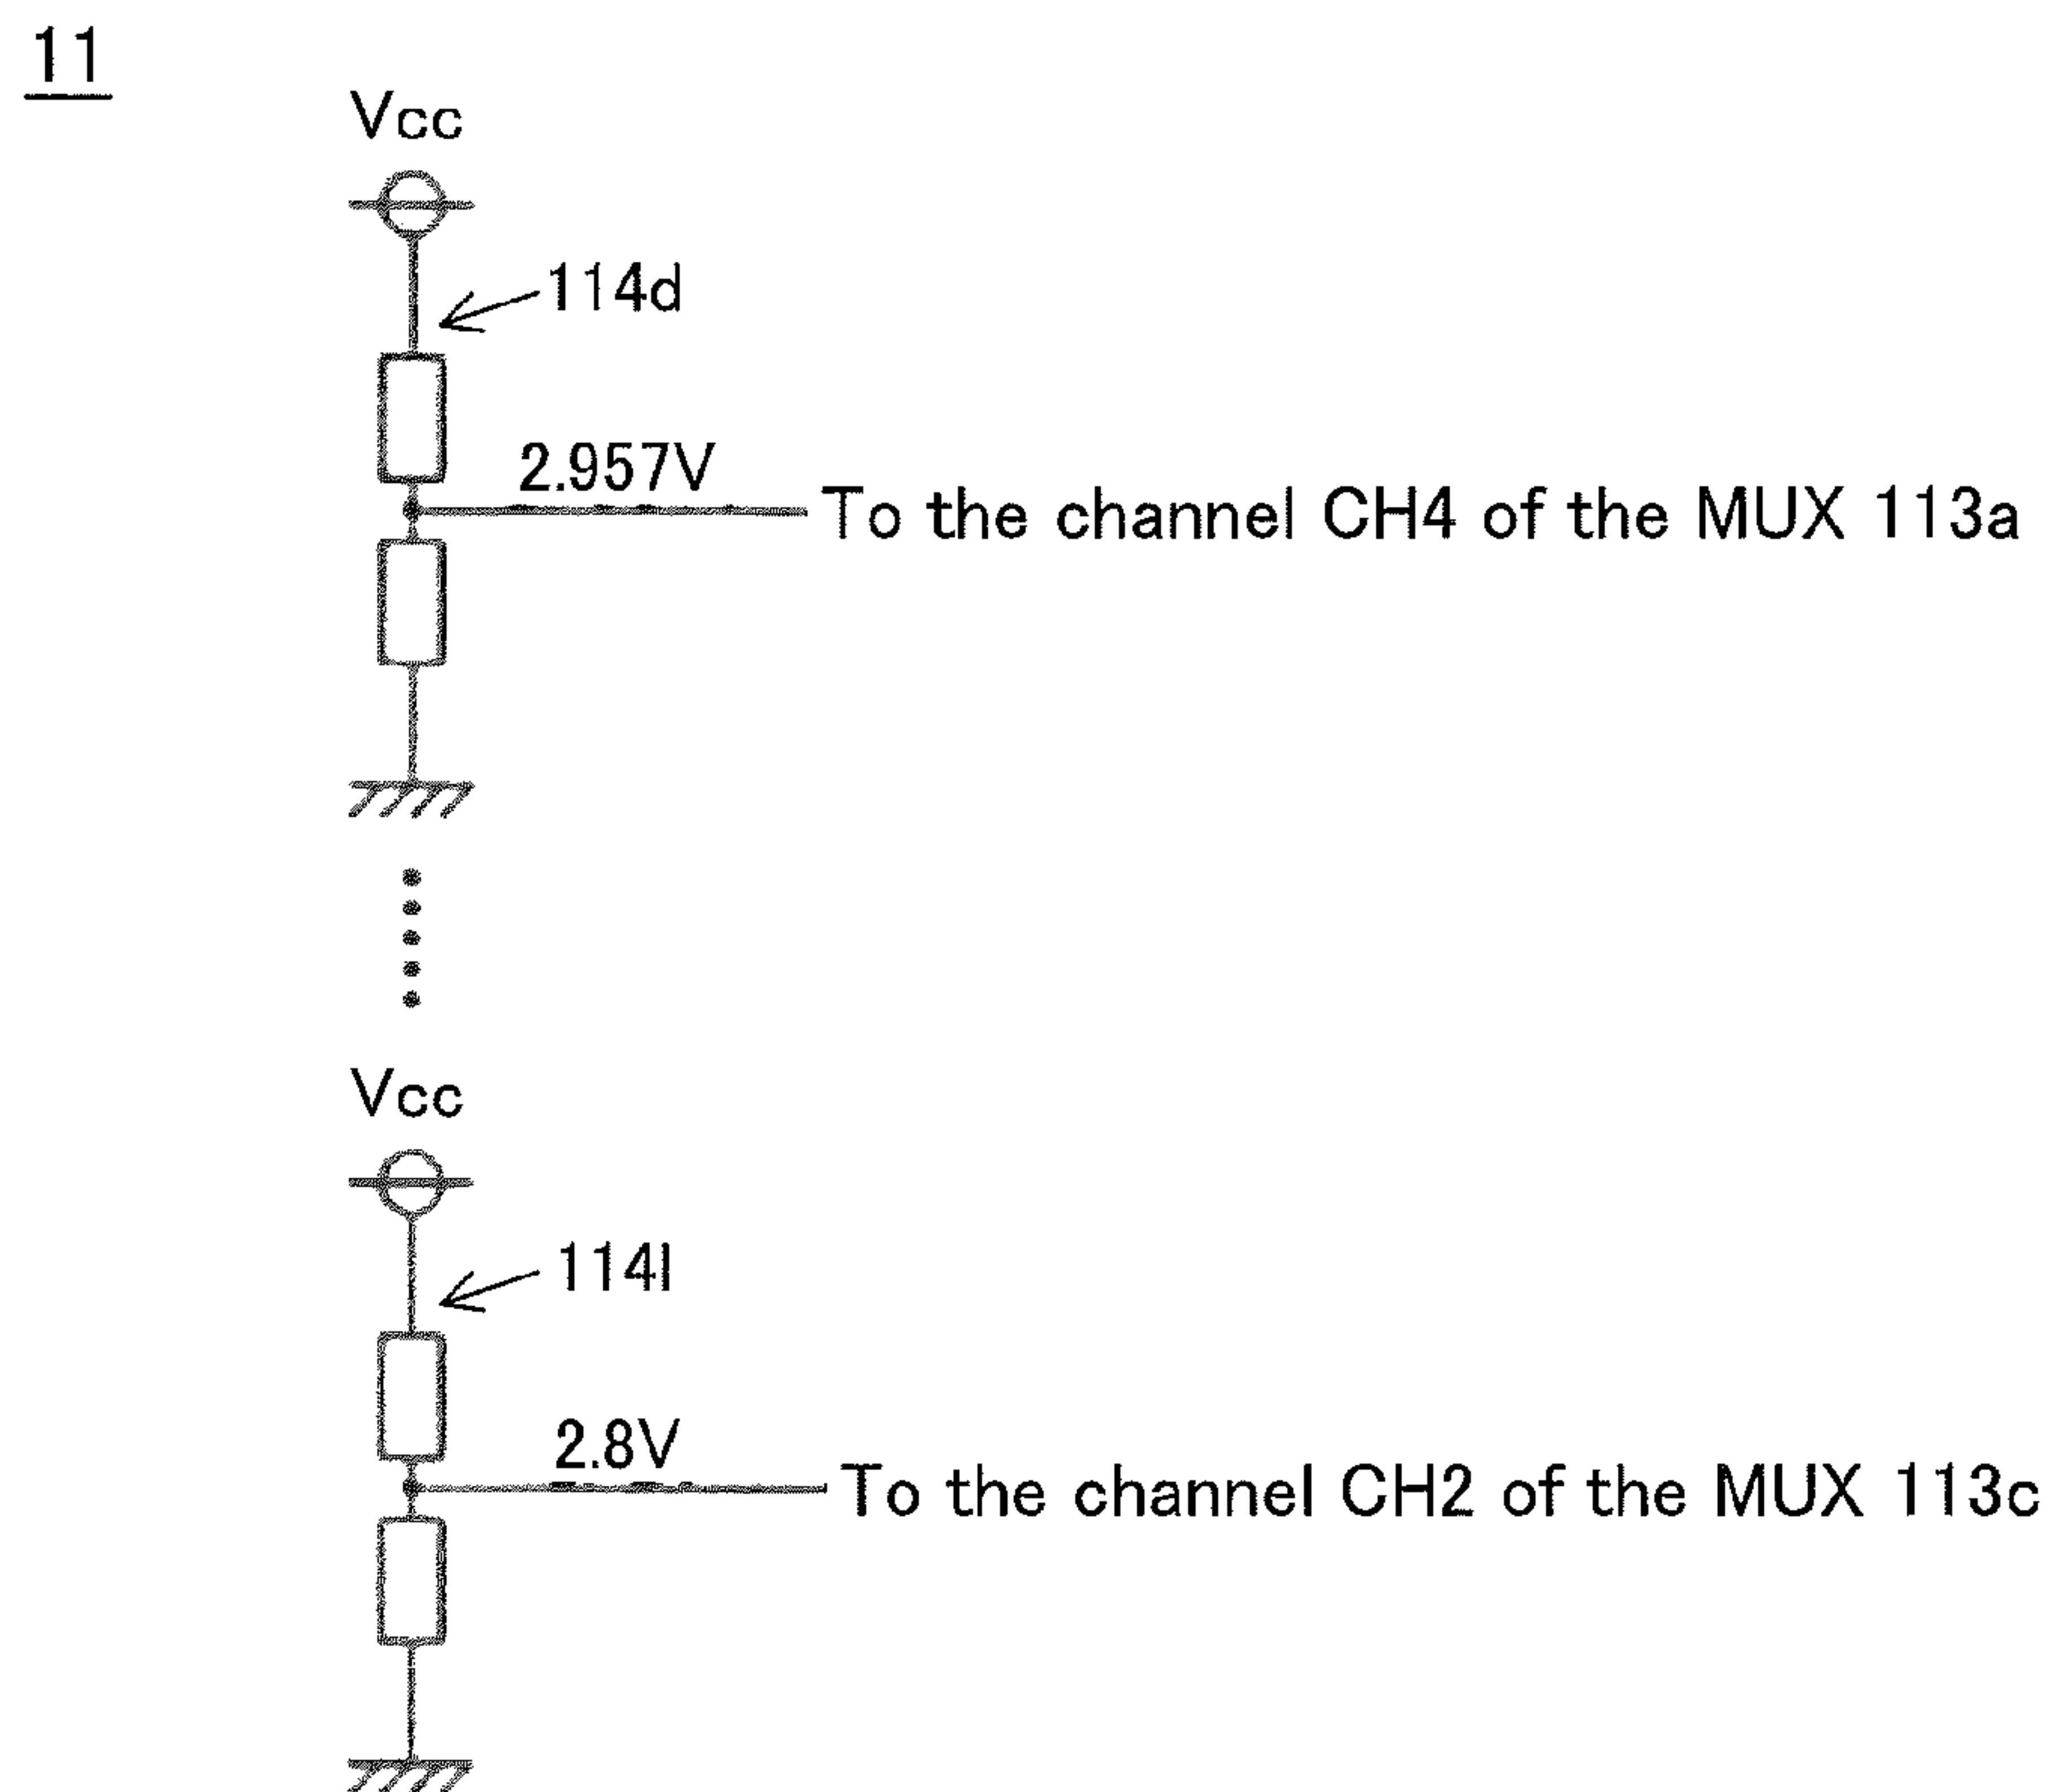 11
Vcc
114d
2.957V
To the channel CH4 of the MUX 113a
Vcc
114l
2.8V
To the channel CH2 of the MUX 113c